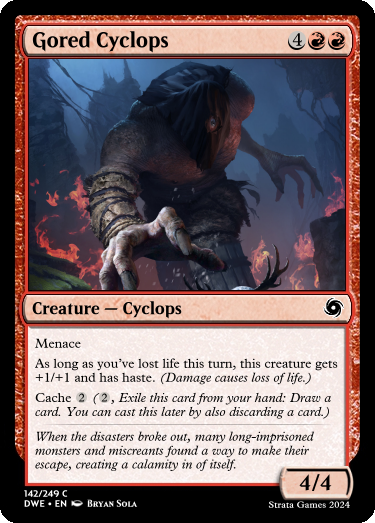 Gored Cyclops 4
Creature — Cyclops
Menace
As long as you’ve lost life this turn, this creature gets
+1/+1 and has haste. (Damage causes loss of life.)
Cache 2 (2, Exile this card from your hand: Draw a
card. You can cast this later by also discarding a card.)
When the disasters broke out, many long-imprisoned
monsters and miscreants found a way to make their
escape, creating a calamity in of itself.
4/4
142/249 C
DWE • EN Bryan Sola
Strata Games 2024